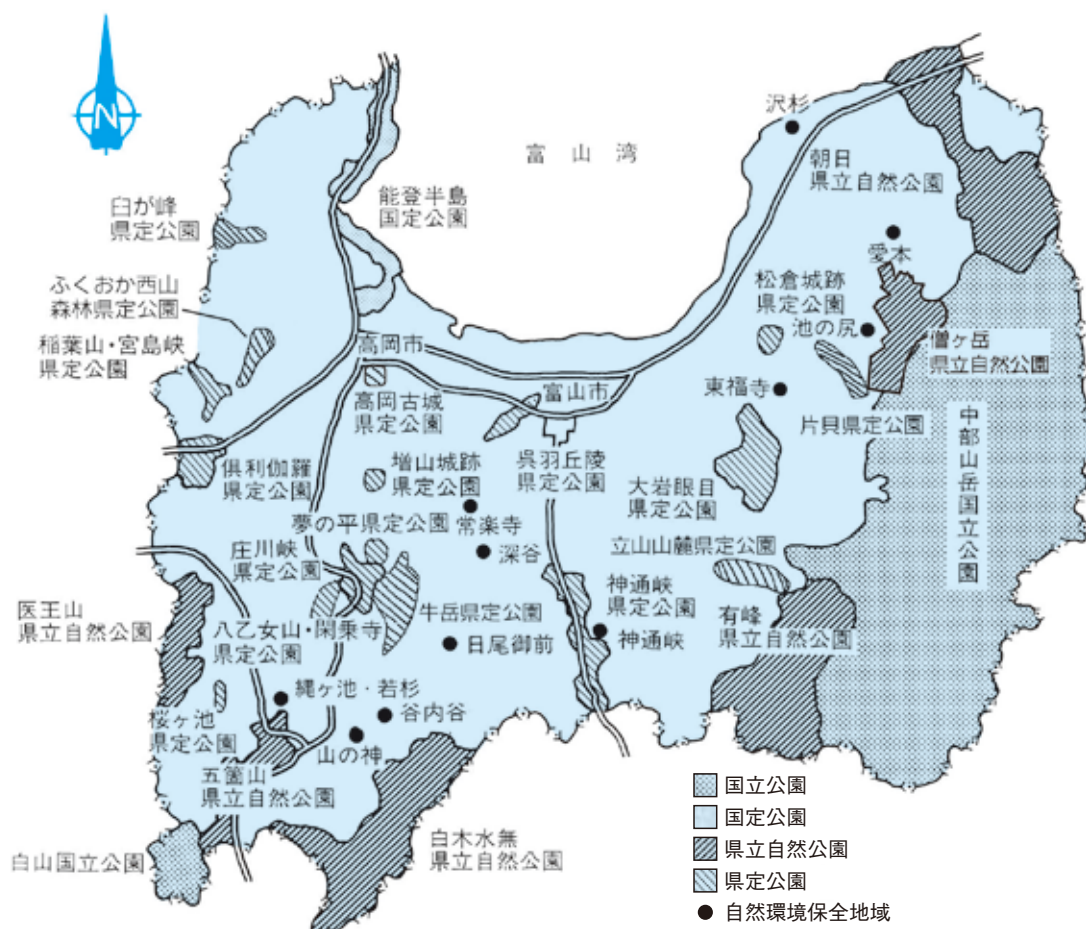 N
富山湾
沢杉
朝日
県立自然公園
能登半島
国定公園
臼が峰
県定公園
愛本
ふくおか西山
森林県定公園
松倉城跡
県定公園
池の尻
稲葉山・宮島峡
県定公園
高岡市
僧ヶ岳
県立自然公園
東福寺
富山市
高岡古城
県定公園
片貝県定公園
中部山岳国立公園
倶利伽羅
県定公園
増山城跡
県定公園
呉羽丘陵
県定公園
大岩眼目
県定公園
夢の平県定公園
常楽寺
庄川峡
県定公園
深谷
立山山麓県定公園
医王山
県立自然公園
牛岳県定公園
神通峡
県定公園
有峰
県立自然公園
八乙女山・閑乗寺
県定公園
日尾御前
神通峡
縄ヶ池・若杉
谷内谷
桜ヶ池
県定公園
山の神
五箇山
県立自然公園
白山国立公園
白木水無
県立自然公園
国立公園
国定公園
県立自然公園
県定公園
自然環境保全地域